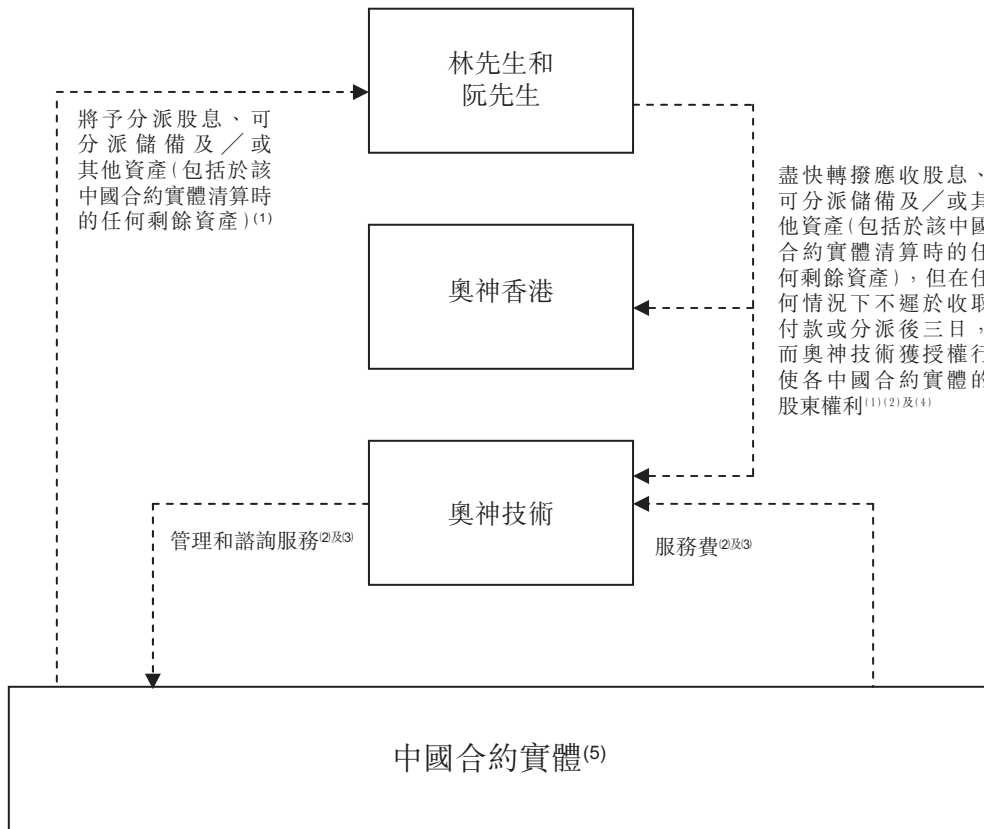 林先生和
阮先生
將予分派股息、可
分派儲備及／或
其他資產(包括於該
中國合約實體清算時
的任何剩餘資產)(1)
盡快轉撥應收股息、
可分派儲備及／或其
他資產(包括於該中國
合約實體清算時的任
何剩餘資產)，但在任
何情況下不遲於收取
付款或分派後三日，
而奧神技術獲授權行
使各中國合約實體的
股東權利(1)(2)及(4)
奧神香港
奧神技術
管理和諮詢服務(2)及(3)
服務費(2)及(3)
中國合約實體(5)